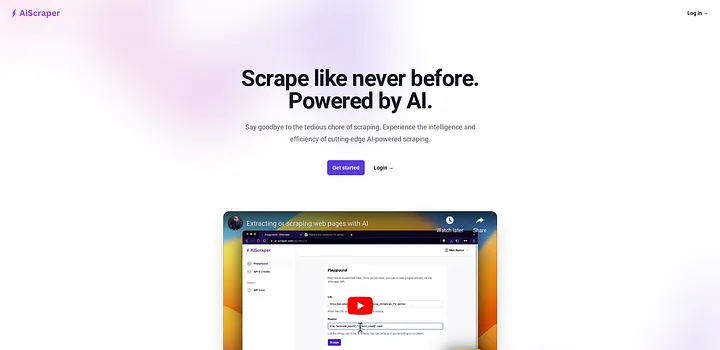 AiScraper
Log in →
Scrape like never before.
Powered by AI.
Say goodbye to the tedious chore of scraping. Experience the intelligence and
efficiency of cutting-edge AI-powered scraping.
Get started
Login →
Extracting or scraping web pages with AI
Watch later
Share
AiScraper
Playground
API & Credits
API Docs
Playground
URL
Prompt
Scrape